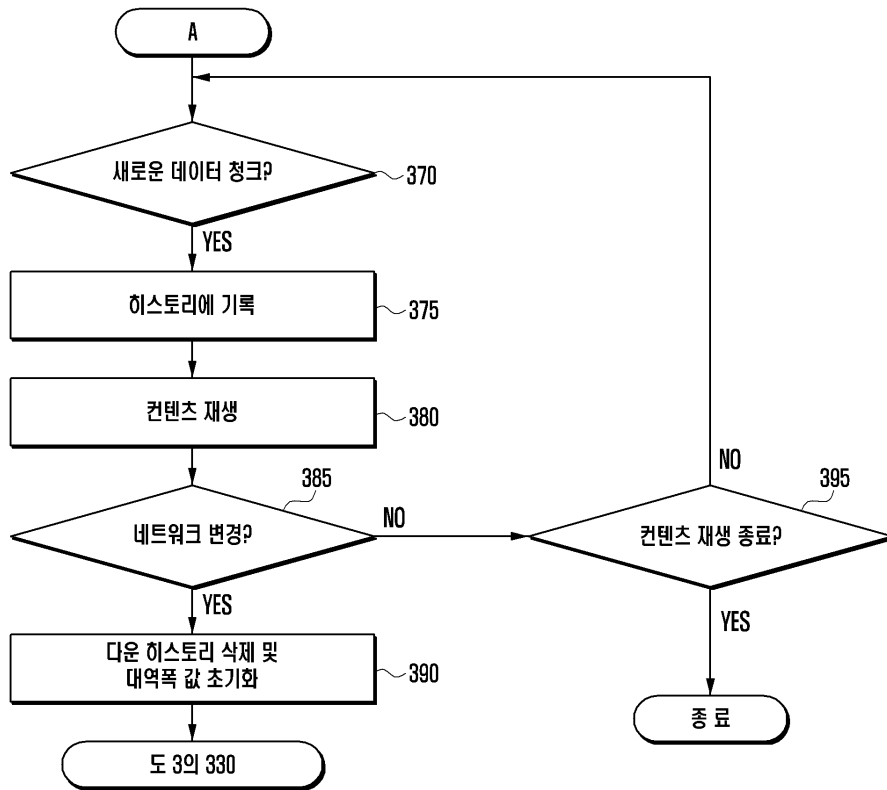 A
새로운 데이터 청크?
370
YES
히스토리에 기록
375
컨텐츠 재생
380
네트워크 변경?
385
NO
YES
다운 히스토리 삭제 및
대역폭 값 초기화
390
도 3의 330
NO
395
컨텐츠 재생 종료?
YES
종 료